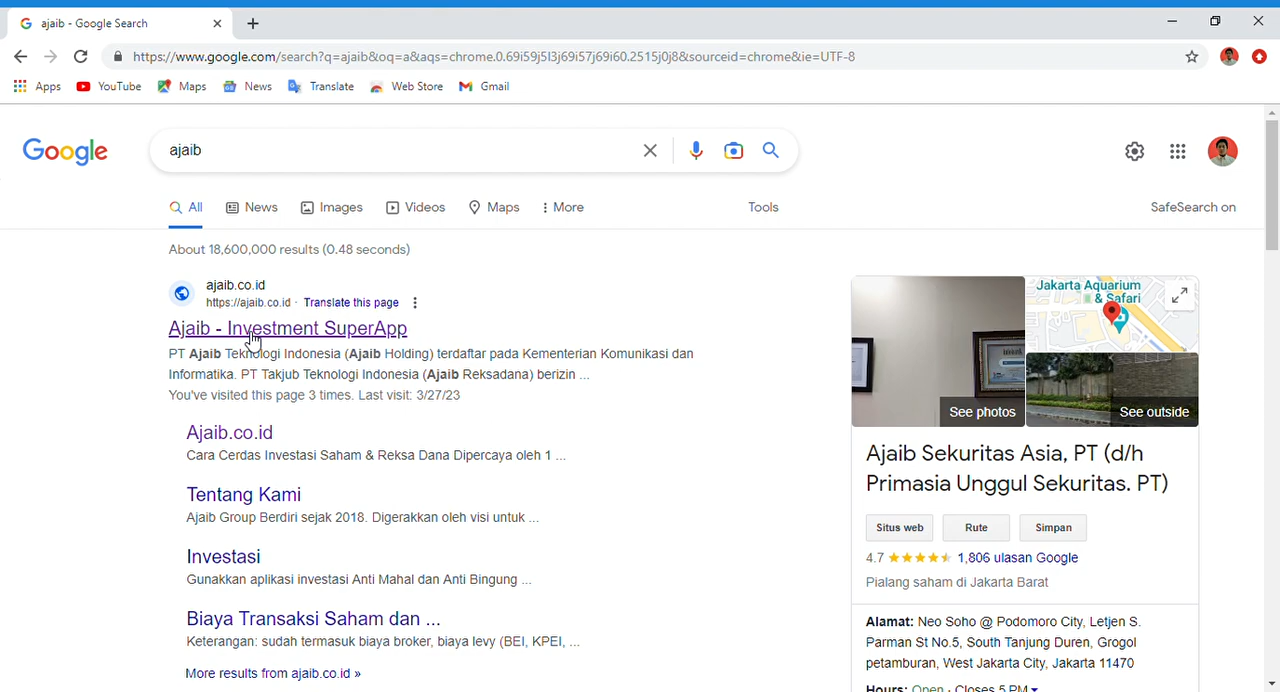 ajaib - Google Search
https://www.google.com/search?q=ajaib&oq=a&aqs=chrome.0.69i59j5l3j69i57j69i60.2515j0j8&sourceid=chrome&ie=UTF-8
Apps YouTube Maps News Translate Web Store Gmail
Google
ajaib
All News Images Videos Maps More Tools SafeSearch on
About 18,600,000 results (0.48 seconds)
ajaib.co.id
https://ajaib.co.id · Translate this page
Ajaib - Investment SuperApp
PT Ajaib Teknologi Indonesia (Ajaib Holding) terdaftar pada Kementerian Komunikasi dan
Informatika. PT Takjub Teknologi Indonesia (Ajaib Reksadana) berizin ...
You've visited this page 3 times. Last visit: 3/27/23
Ajaib.co.id
Cara Cerdas Investasi Saham & Reksa Dana Dipercaya oleh 1 ...
Tentang Kami
Ajaib Group Berdiri sejak 2018. Digerakkan oleh visi untuk ...
Investasi
Gunakkan aplikasi investasi Anti Mahal dan Anti Bingung ...
Biaya Transaksi Saham dan ...
Keterangan: sudah termasuk biaya broker, biaya levy (BEI, KPEI, ...
More results from ajaib.co.id »
Jakarta Aquarium
& Safari
See photos
See outside
Ajaib Sekuritas Asia, PT (d/h
Primasia Unggul Sekuritas. PT)
Situs web Rute Simpan
4.7 1,806 ulasan Google
Pialang saham di Jakarta Barat
Alamat: Neo Soho @ Podomoro City, Letjen S.
Parman St No.5, South Tanjung Duren, Grogol
petamburan, West Jakarta City, Jakarta 11470
Hours: Open · Closes 5 PM